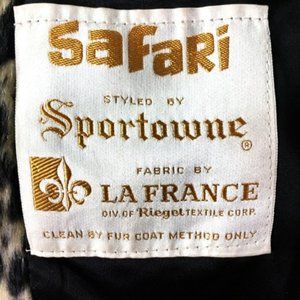 Safari
STYLED BY
Sportowne ®
FABRIC BY
LA FRANCE
DIV. OF Riegel TEXTILE CORP.
CLEAN BY FUR COAT METHOD ONLY